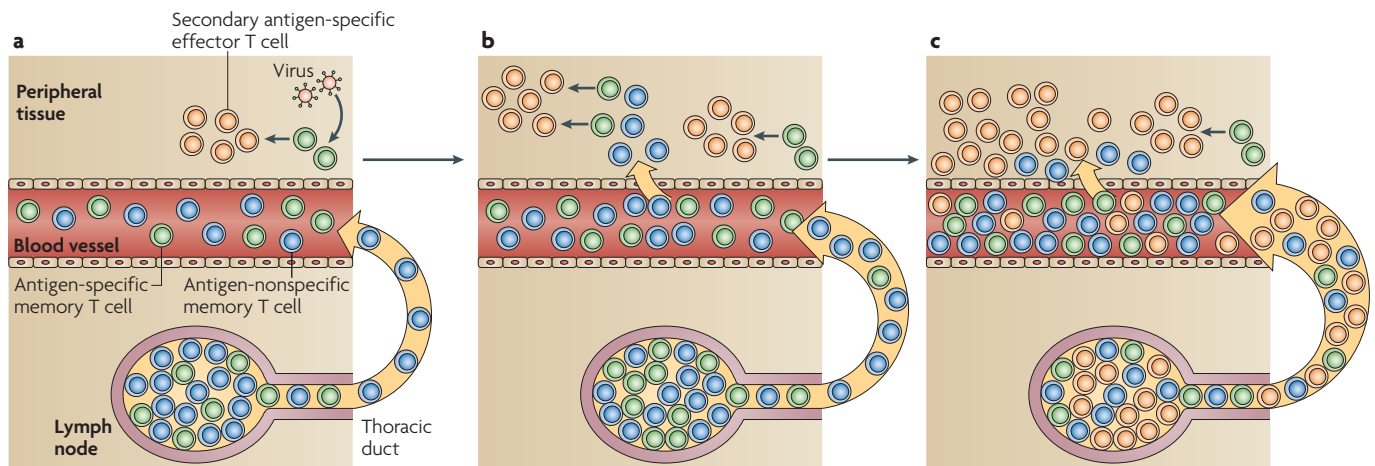 a
Secondary antigen-specific
effector T cell
Virus
Peripheral
tissue
Blood vessel
Antigen-specific
memory T cell
Antigen-nonspecific
memory T cell
Lymph
node
Thoracic
duct
b
c